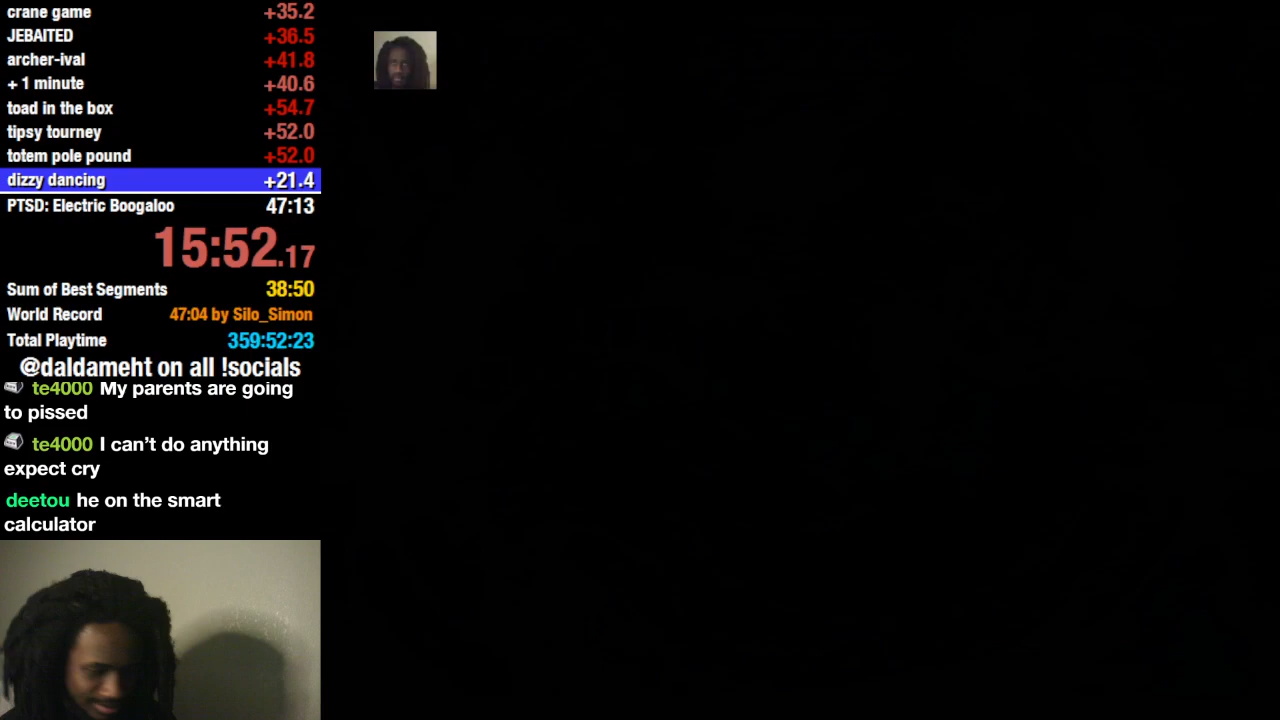 crane game +35.2
JEBAITED +36.5
archer-ival +41.8
+ 1 minute +40.6
toad in the box +54.7
tipsy tourney +52.0
totem pole pound +52.0
dizzy dancing +21.4
PTSD: Electric Boogaloo 47:13
15:52.17
Sum of Best Segments 38:50
World Record 47:04 by Silo_Simon
Total Playtime 359:52:23
@daldameht on all !socials
te4000 My parents are going
to pissed
te4000 I can’t do anything
expect cry
deetou he on the smart
calculator